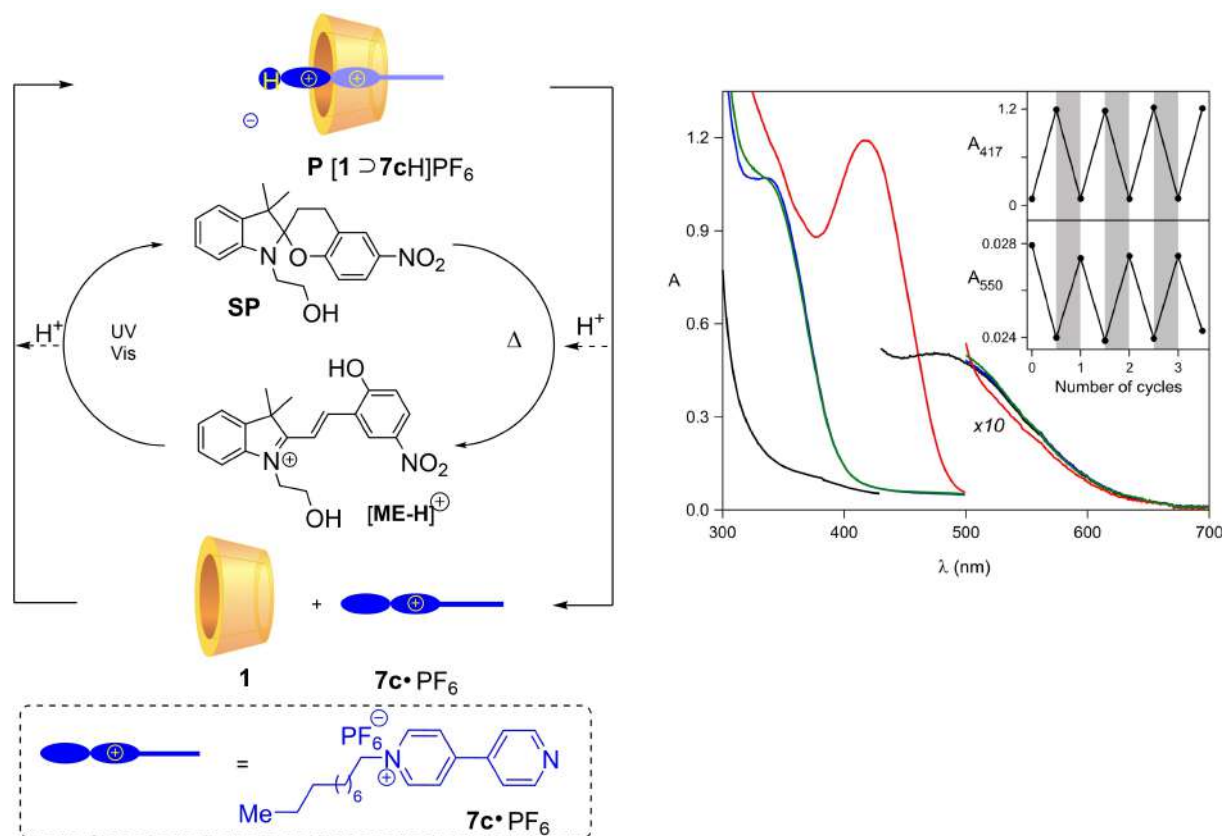 H
⊕ ⊕
⊖
P [1 ⊃ 7cH]PF6
N O
NO2
SP OH
H+
UV
Vis
Δ
H+
HO
N
⊕
NO2
OH
[ME-H]⊕
+
⊕
1
7c• PF6
⊕
=
PF6⊖
N
⊕
N
( )6
Me
7c• PF6
1.2
0.9
0.6
0.3
0.0
A
300 400 500 600 700
λ (nm)
x10
1.2
A417
0
0.028
A550
0.024
0 1 2 3
Number of cycles